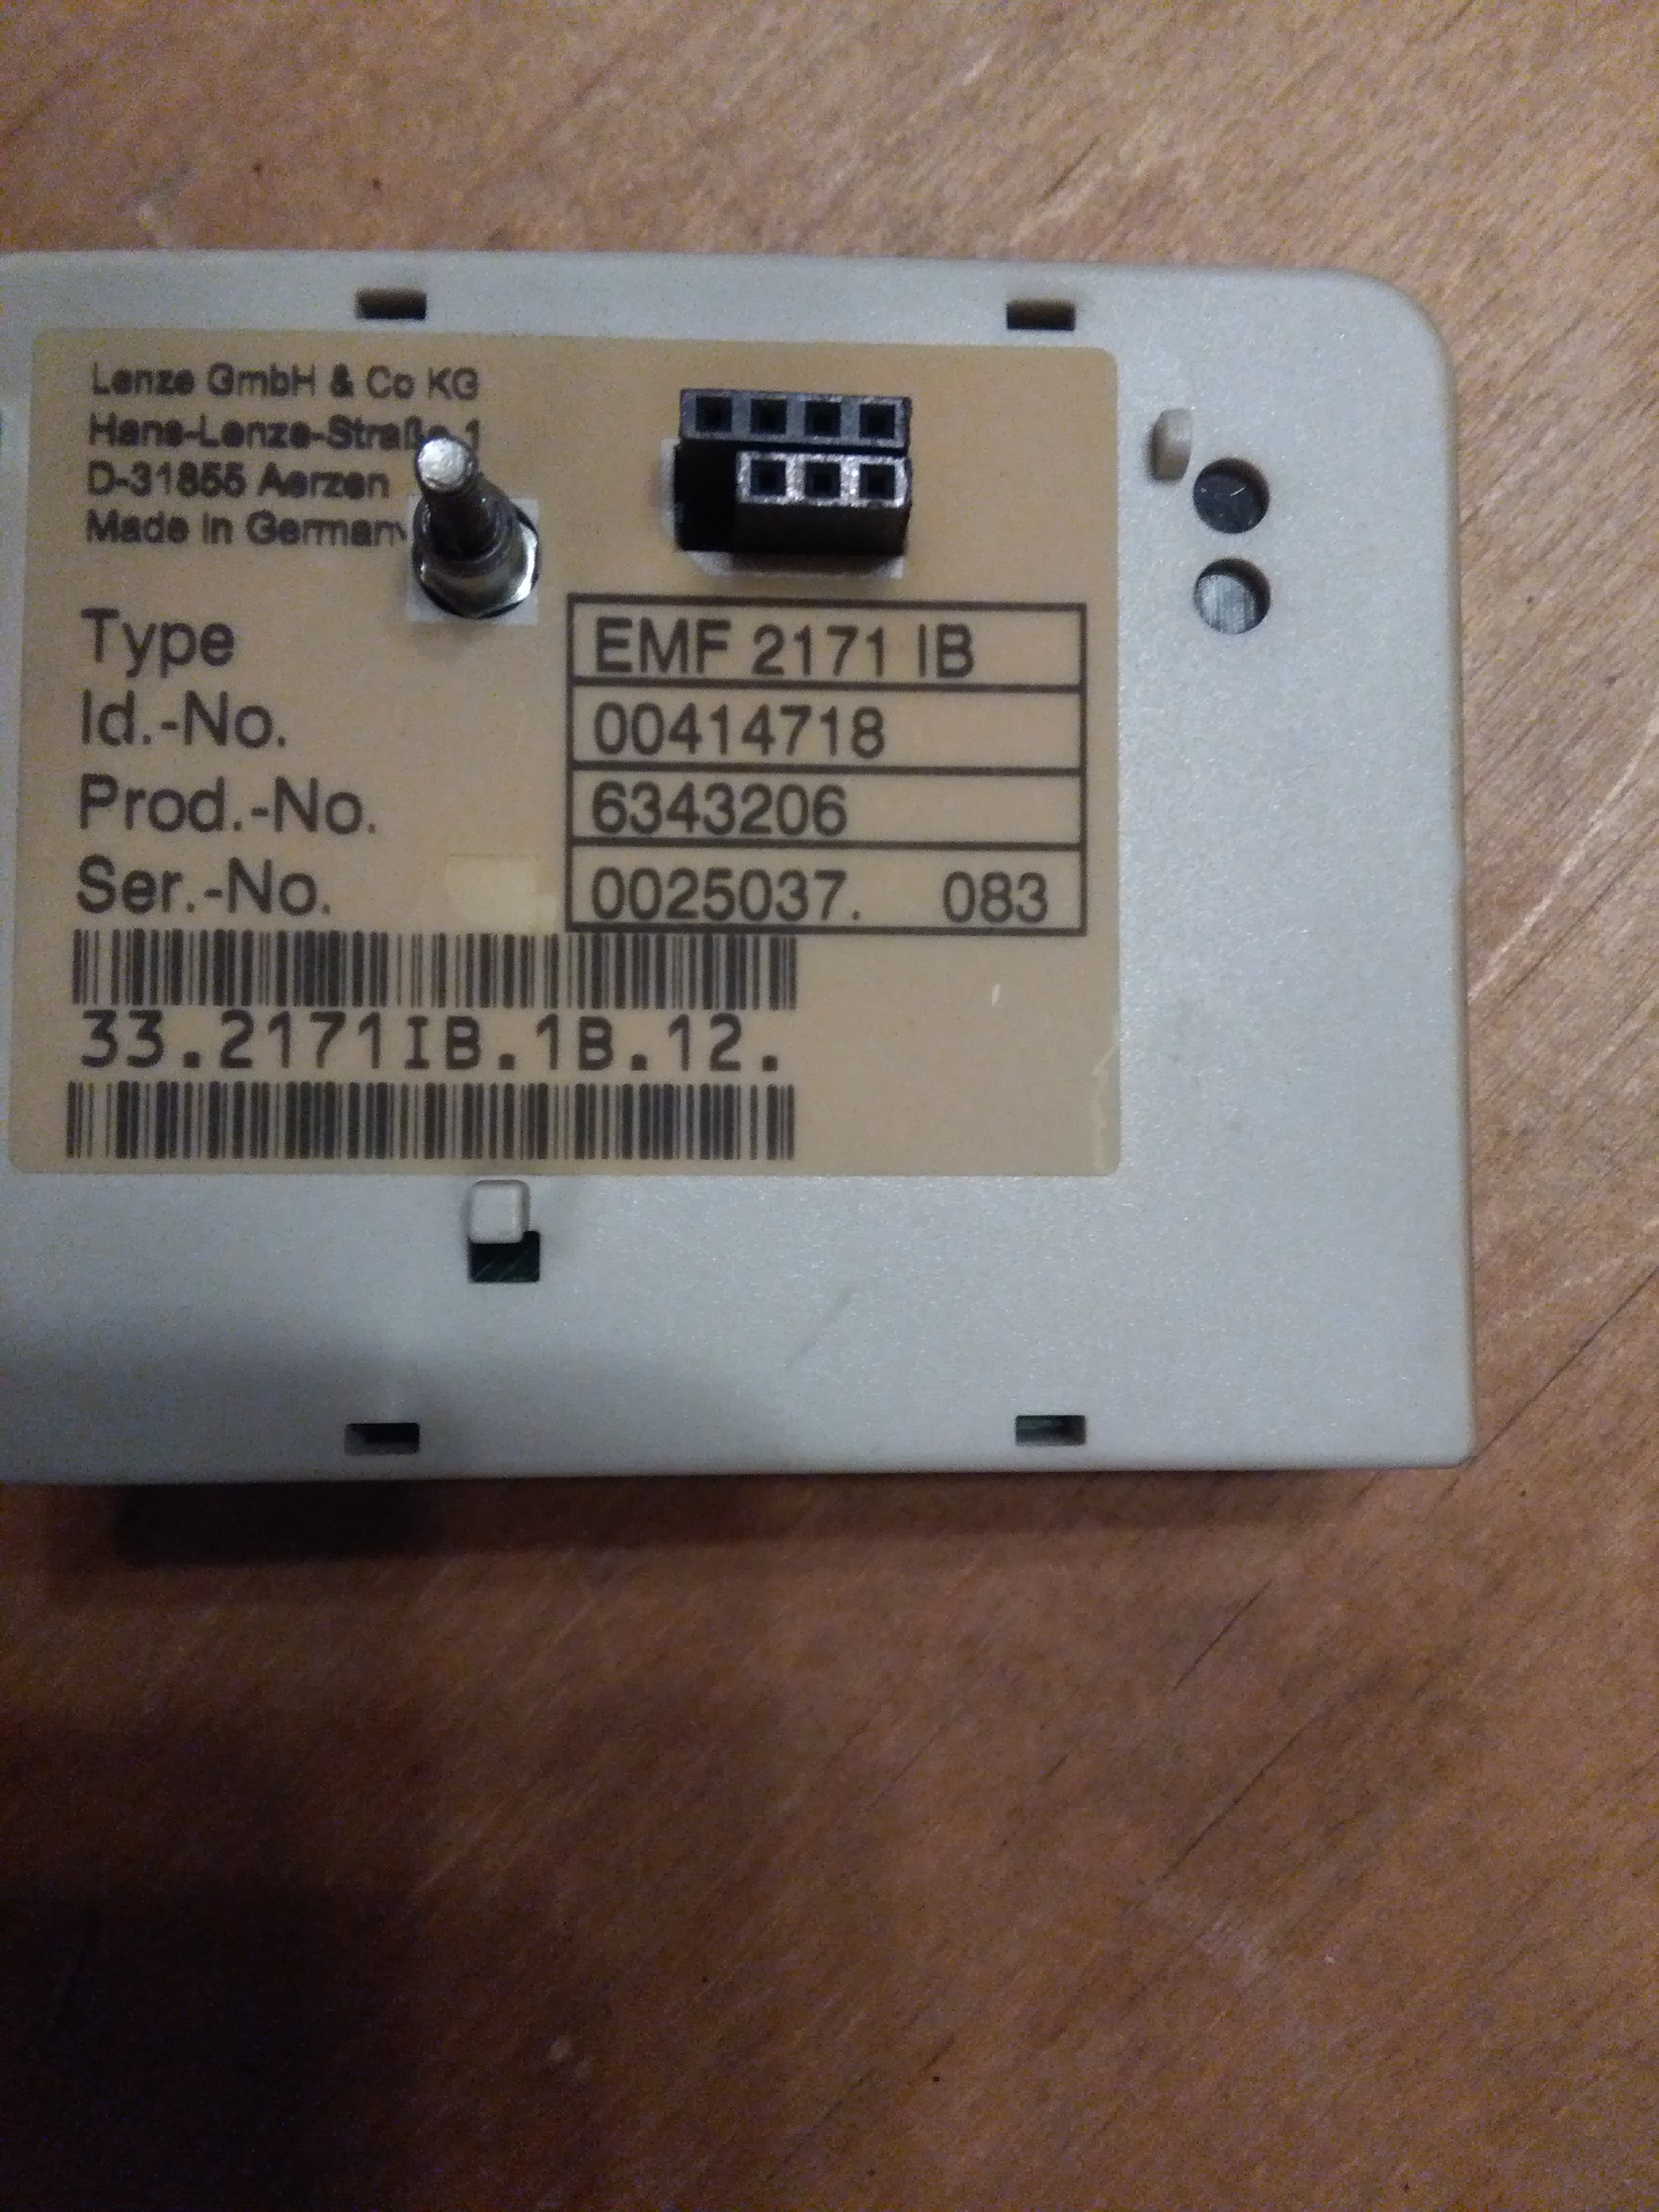 Lenze GmbH & Co KG
Hans-Lenze-Straße 1
D-31855 Aerzen
Made in Germany
Type EMF 2171 IB
Id.-No. 00414718
Prod.-No. 6343206
Ser.-No. 0025037. 083
33.2171IB.1B.12.